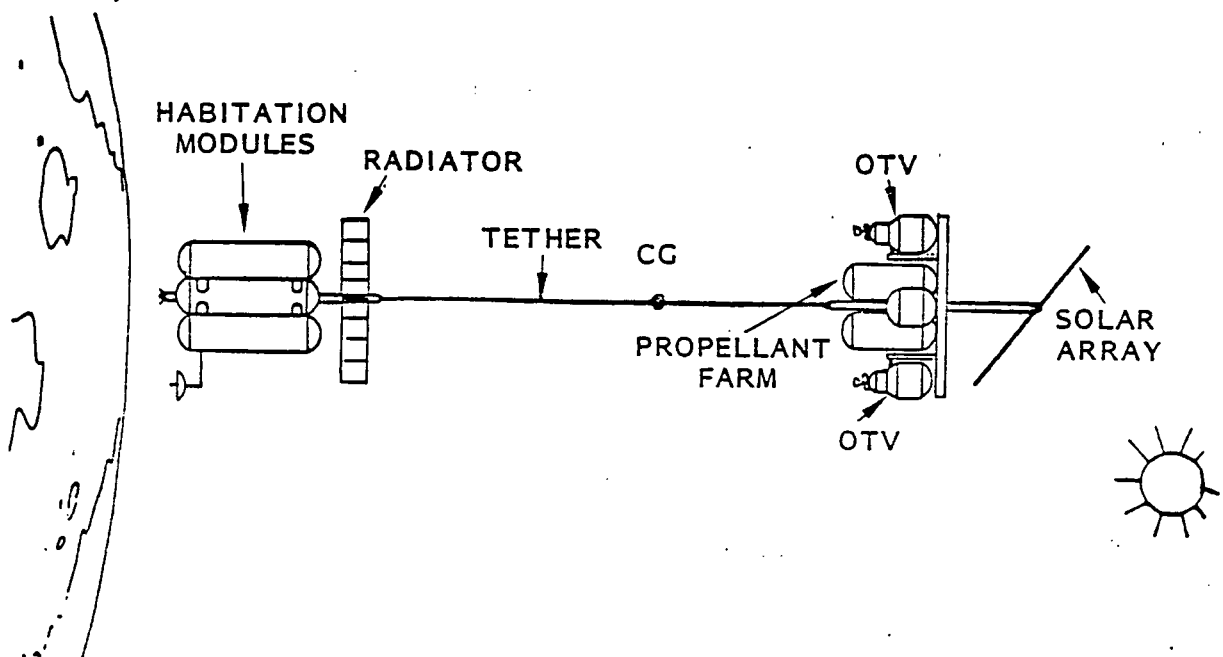 HABITATION
MODULES
RADIATOR
TETHER
CG
OTV
PROPELLANT
FARM
SOLAR
ARRAY
OTV